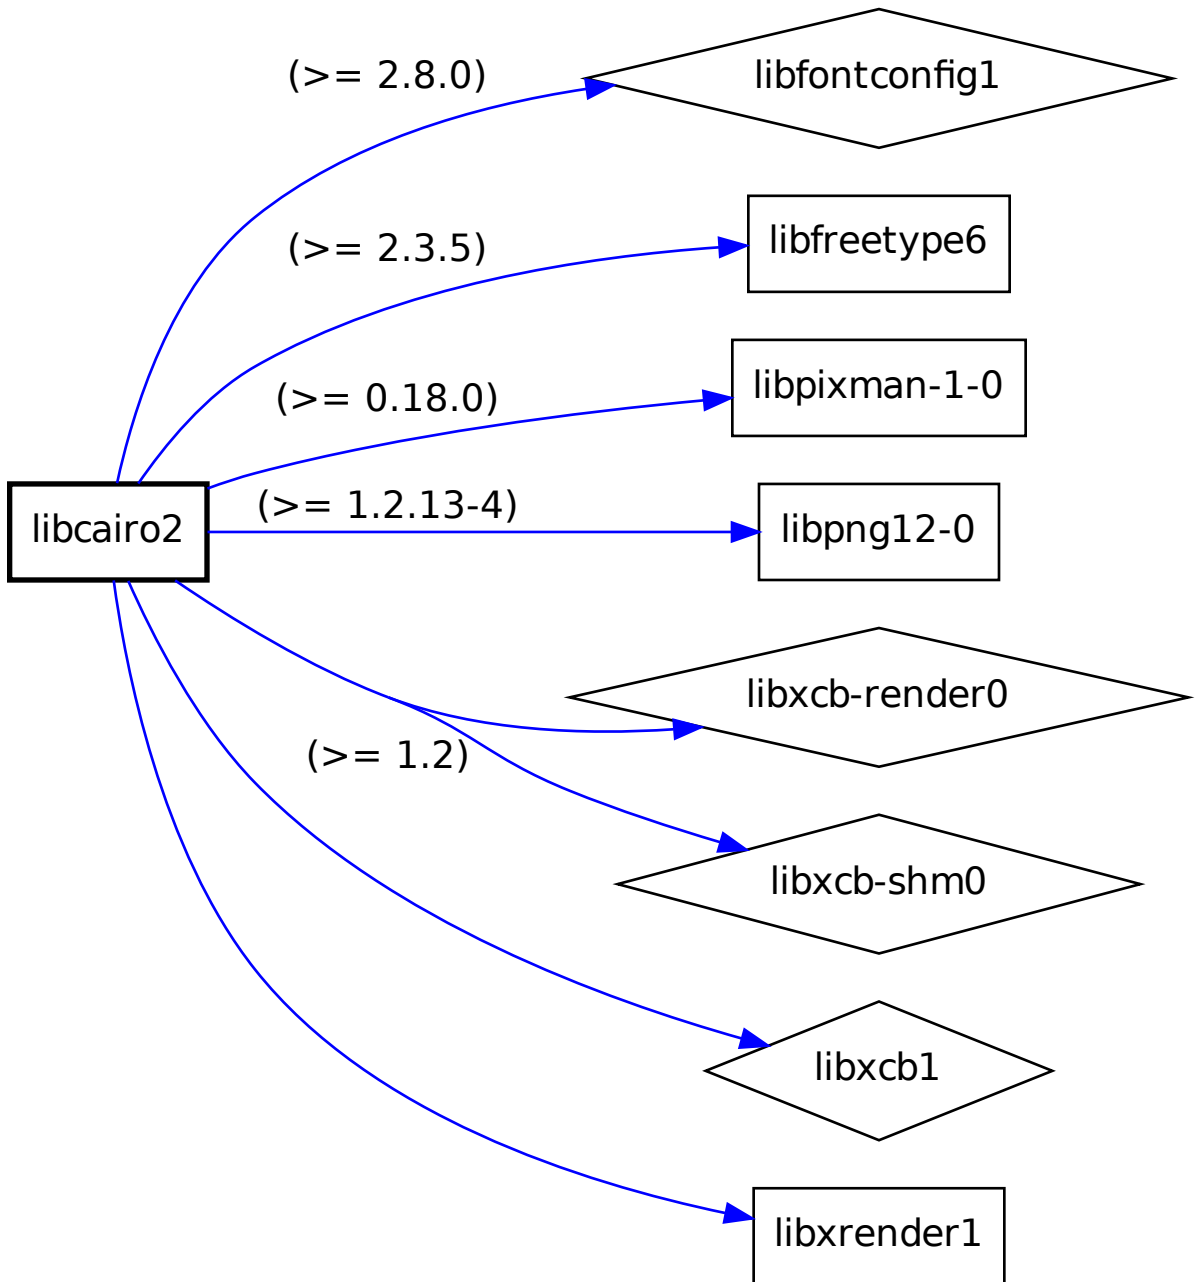 (>= 2.8.0)
libfontconfig1
(>= 2.3.5)
libfreetype6
(>= 0.18.0)
libpixman-1-0
libcairo2
(>= 1.2.13-4)
libpng12-0
libxcb-render0
(>= 1.2)
libxcb-shm0
libxcb1
libxrender1